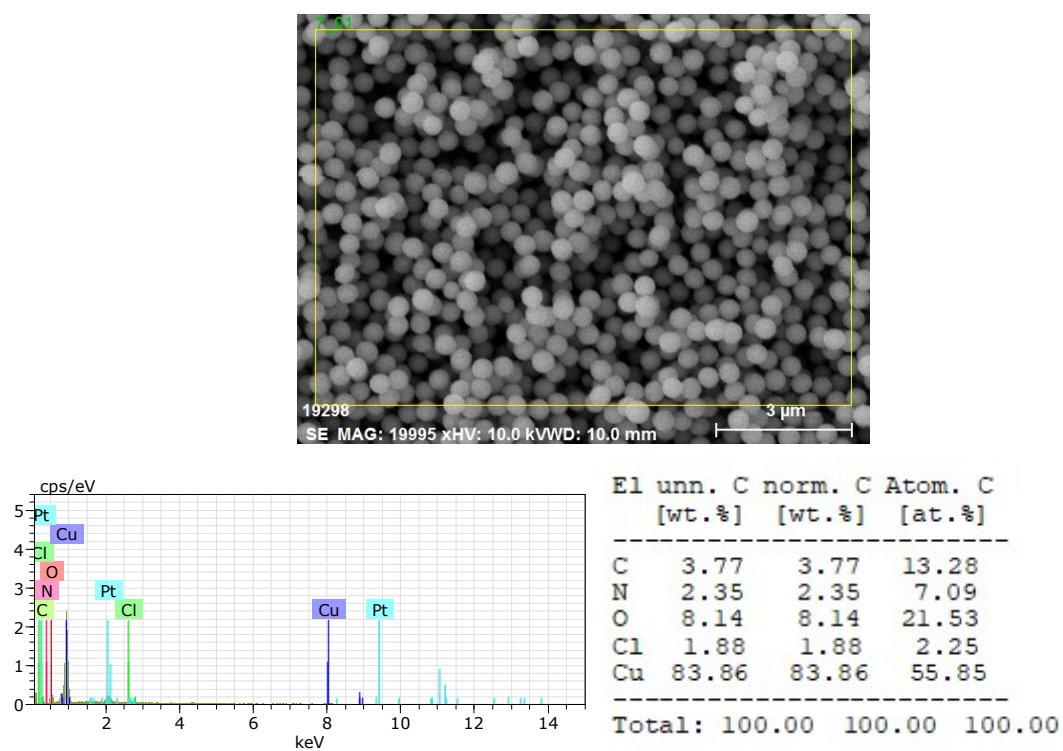 7_01
19298
3 µm
SE MAG: 19995 xHV: 10.0 kVWD: 10.0 mm
cps/eV
5
Pt
Cu
4
Cl
O
3
N
Pt
C
Cl
Cu
Pt
2
1
0
2
4
6
8
10
12
14
keV
El unn. C norm. C Atom. C
[wt.%] [wt.%] [at.%]
C 3.77 3.77 13.28
N 2.35 2.35 7.09
O 8.14 8.14 21.53
Cl 1.88 1.88 2.25
Cu 83.86 83.86 55.85
Total: 100.00 100.00 100.00